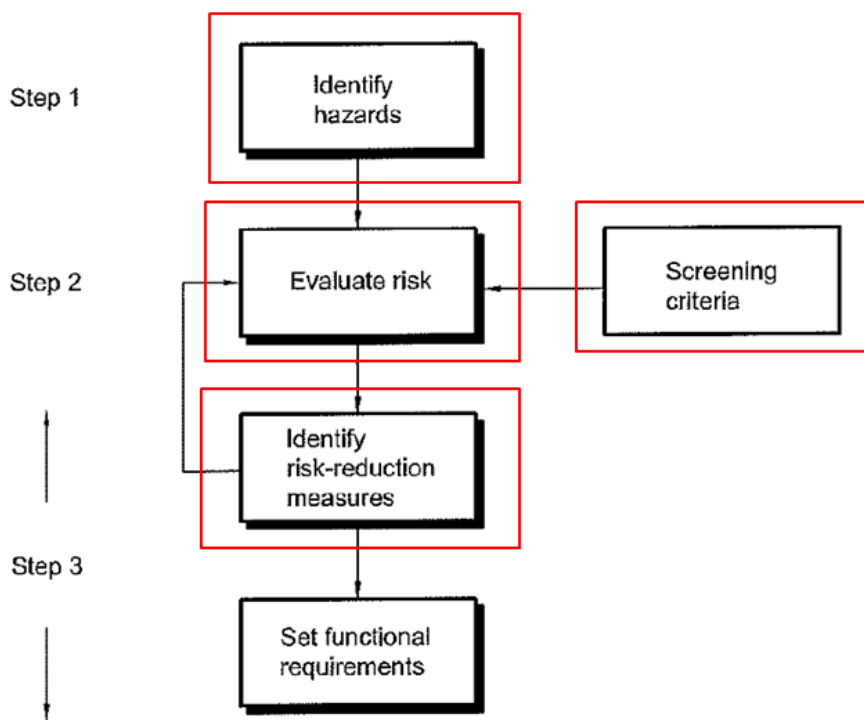 Step 1
Identify
hazards
Step 2
Evaluate risk
Screening
criteria
Identify
risk-reduction
measures
Step 3
Set functional
requirements